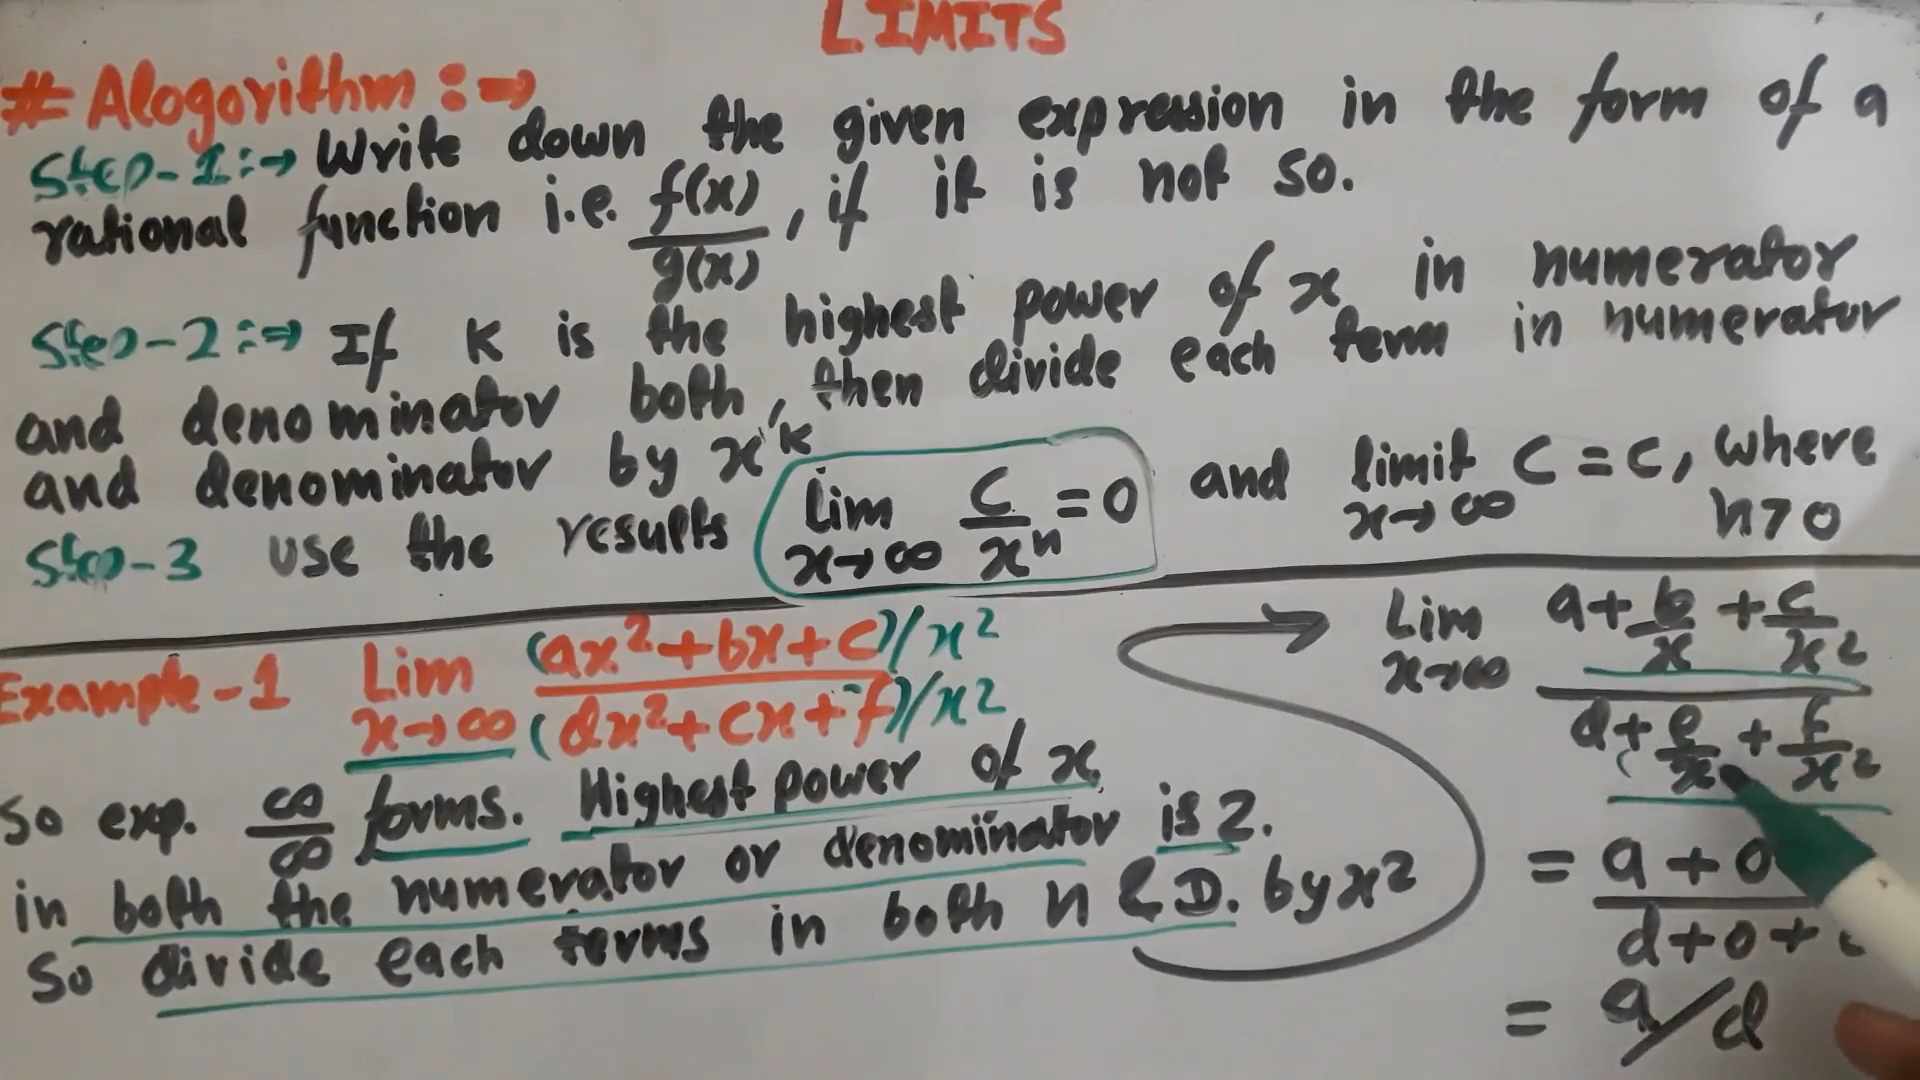 LIMITS
# Alogorithm :→
Step-1:→ Write down the given expression in the form of a
rational function i.e. f(x)/g(x), if it is not so.
Step-2:→ If K is the highest power of x in numerator
and denominator both, then divide each term in numerator
and denominator by x^K
Step-3 use the results Lim x→∞ C/x^n = 0 and limit x→∞ C = C, where n>0
Example-1 Lim x→∞ (ax²+bx+c)/x² / (dx²+cx+f)/x²
So exp. ∞/∞ forms. Highest power of x
in both the numerator or denominator is 2.
So divide each terms in both n & D. by x²
Lim x→∞ a+b/x+c/x² / d+e/x+f/x²
= a+0 / d+0+
= a/d